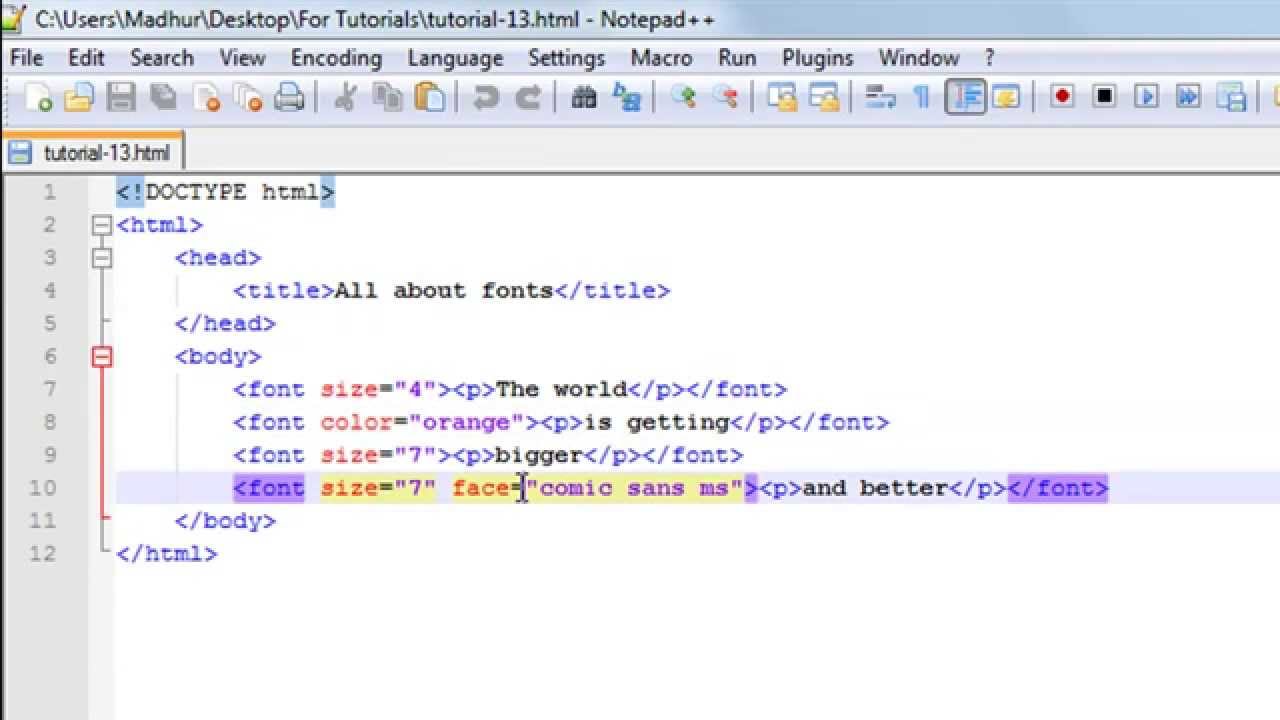 C:\Users\Madhur\Desktop\For Tutorials\tutorial-13.html - Notepad++
File Edit Search View Encoding Language Settings Macro Run Plugins Window ?
tutorial-13.html
1 <!DOCTYPE html>
2 <html>
3     <head>
4         <title>All about fonts</title>
5     </head>
6     <body>
7         <font size="4"><p>The world</p></font>
8         <font color="orange"><p>is getting</p></font>
9         <font size="7"><p>bigger</p></font>
10         <font size="7" face="comic sans ms"><p>and better</p></font>
11     </body>
12 </html>